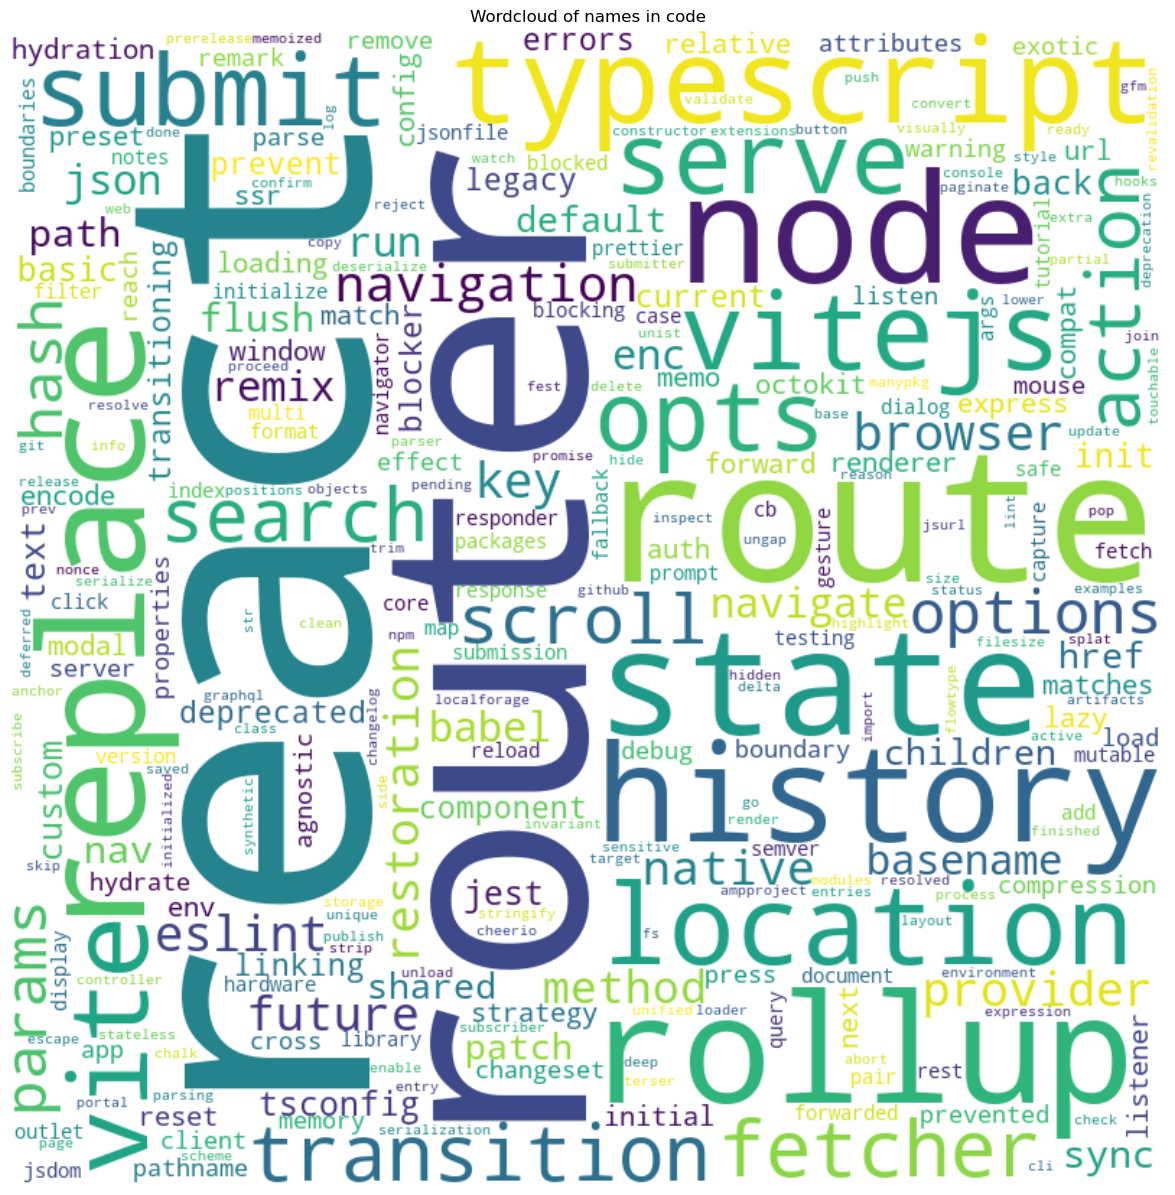 Wordcloud of names in code
hydration
prerelease
memoized
remark
remove
config
errors
relative
attributes
exotic
submit
typescript
push
validate
convert
gfm
revalidation
boundaries
preset
done
parse
log
jsonfile
constructor
extensions
button
visually
ready
notes
prevent
json
confirm
ssr
watch
blocked
serve
warning
style
url
console
paginate
back
hooks
web
reject
legacy
default
node
tutorial
extra
action
path
copy
run
prettier
submitter
partial
deprecation
basic
reach
transitioning
loading
deserialize
navigation
current
listen
args
lower
compat
filter
initialize
flush
match
blocker
blocking
case
vitejs
join
hash
window
proceed
navigator
unist
enc
memo
octokit
manypkg
mouse
touchable
resolve
remix
fest
delete
opts
base
dialog
express
git
info
multi
format
parser
promise
hide
browser
update
effect
forward
renderer
safe
init
release
encode
index
positions
objects
pending
key
fallback
reason
prev
search
responder
route
inspect
cb
jsurl
lint
pop
text
nonce
serialize
trim
packages
auth
ungap
gesture
capture
fetch
click
properties
response
github
prompt
size
status
examples
deferred
str
clean
core
npm
map
scroll
navigate
highlight
options
modal
server
submission
testing
filesize
splat
href
anchor
graphql
deprecated
class
changelog
localforage
babel
reload
state
hidden
delta
import
flowtype
matches
artifacts
lazy
active
load
subscribe
version
saved
agnostic
restoration
debug
boundary
children
mutable
custom
initialized
synthetic
side
component
invariant
history
go
render
add
finished
nav
skip
hydrate
sensitive
target
semver
native
basename
jest
ampproject
modules
resolved
entries
process
compression
env
storage
unique
stringify
cheerio
location
layout
params
eslint
publish
strip
fs
display
controller
linking
hardware
unload
shared
method
press
document
environment
provider
expression
future
strategy
unified
loader
query
next
escape
stateless
chalk
app
cross
library
subscriber
patch
deep
rollup
abort
pair
rest
listener
parsing
enable
changeset
terser
portal
entry
tsconfig
reset
memory
initial
forwarded
prevented
check
outlet
page
client
scheme
serialization
transition
fetcher
cli
sync
jsdom
pathname
vite
replace
react
router